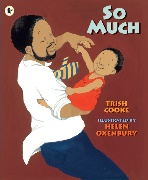 So
Much
TRISH
COOKE
ILLUSTRATED BY
HELEN
OXENBURY